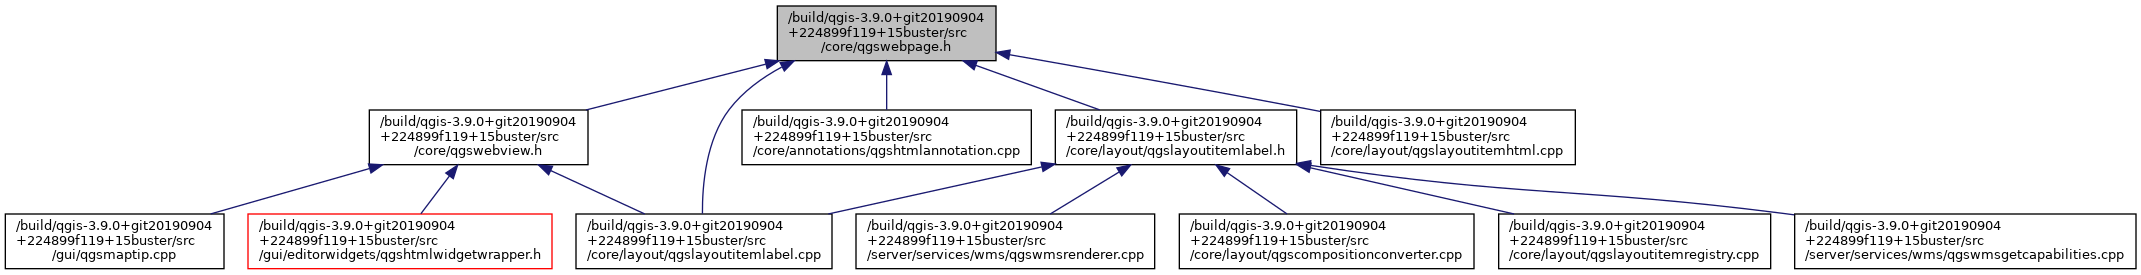 /build/qgis-3.9.0+git20190904
+224899f119+15buster/src
/core/qgswebpage.h
/build/qgis-3.9.0+git20190904
+224899f119+15buster/src
/core/qgswebview.h
/build/qgis-3.9.0+git20190904
+224899f119+15buster/src
/core/annotations/qgshtmlannotation.cpp
/build/qgis-3.9.0+git20190904
+224899f119+15buster/src
/core/layout/qgslayoutitemlabel.h
/build/qgis-3.9.0+git20190904
+224899f119+15buster/src
/core/layout/qgslayoutitemhtml.cpp
/build/qgis-3.9.0+git20190904
+224899f119+15buster/src
/gui/qgsmaptip.cpp
/build/qgis-3.9.0+git20190904
+224899f119+15buster/src
/gui/editorwidgets/qgshtmlwidgetwrapper.h
/build/qgis-3.9.0+git20190904
+224899f119+15buster/src
/core/layout/qgslayoutitemlabel.cpp
/build/qgis-3.9.0+git20190904
+224899f119+15buster/src
/server/services/wms/qgswmsrenderer.cpp
/build/qgis-3.9.0+git20190904
+224899f119+15buster/src
/core/layout/qgscompositionconverter.cpp
/build/qgis-3.9.0+git20190904
+224899f119+15buster/src
/core/layout/qgslayoutitemregistry.cpp
/build/qgis-3.9.0+git20190904
+224899f119+15buster/src
/server/services/wms/qgswmsgetcapabilities.cpp